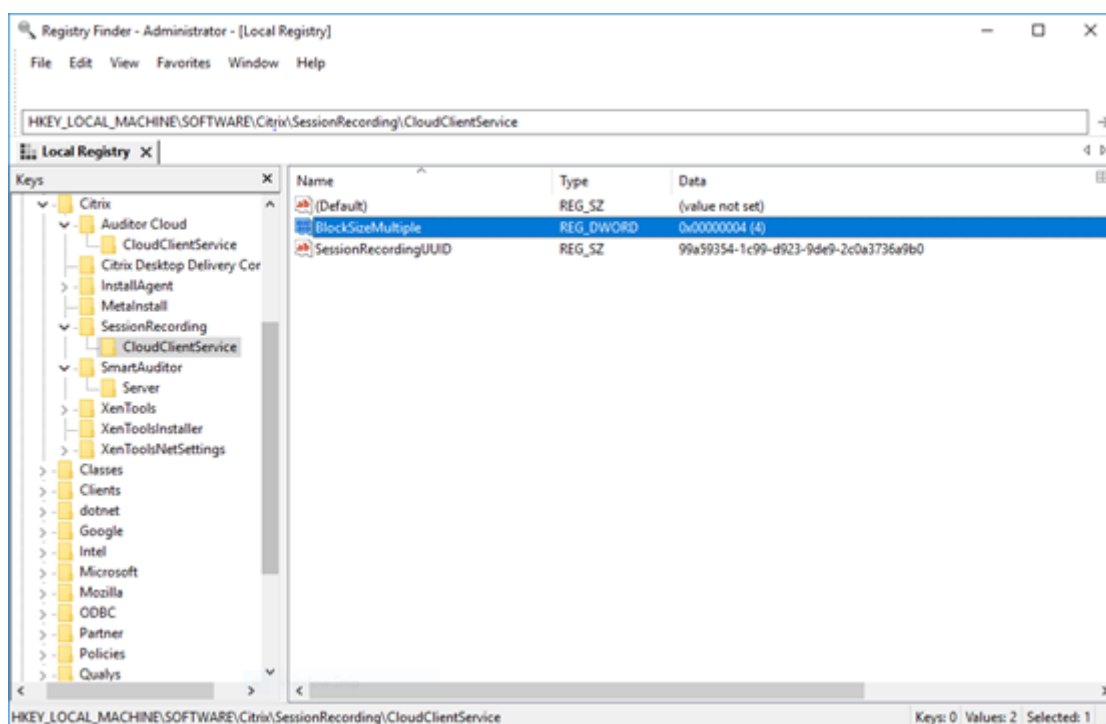 Registry Finder - Administrator - [Local Registry]
File Edit View Favorites Window Help
HKEY_LOCAL_MACHINE\SOFTWARE\Citrix\SessionRecording\CloudClientService
Local Registry X
Keys
Citrix
Auditor Cloud
CloudClientService
Citrix Desktop Delivery Cor
InstallAgent
MetaInstall
SessionRecording
CloudClientService
SmartAuditor
Server
XenTools
XenToolsInstaller
XenToolsNetSettings
Classes
Clients
dotnet
Google
Intel
Microsoft
Mozilla
ODBC
Partner
Policies
Qualys
Name Type Data
(Default) REG_SZ (value not set)
BlockSizeMultiple REG_DWORD 0x00000004 (4)
SessionRecordingUUID REG_SZ 99a59354-1c99-d923-9de9-2c0a3736a9b0
HKEY_LOCAL_MACHINE\SOFTWARE\Citrix\SessionRecording\CloudClientService Keys: 0 Values: 2 Selected: 1